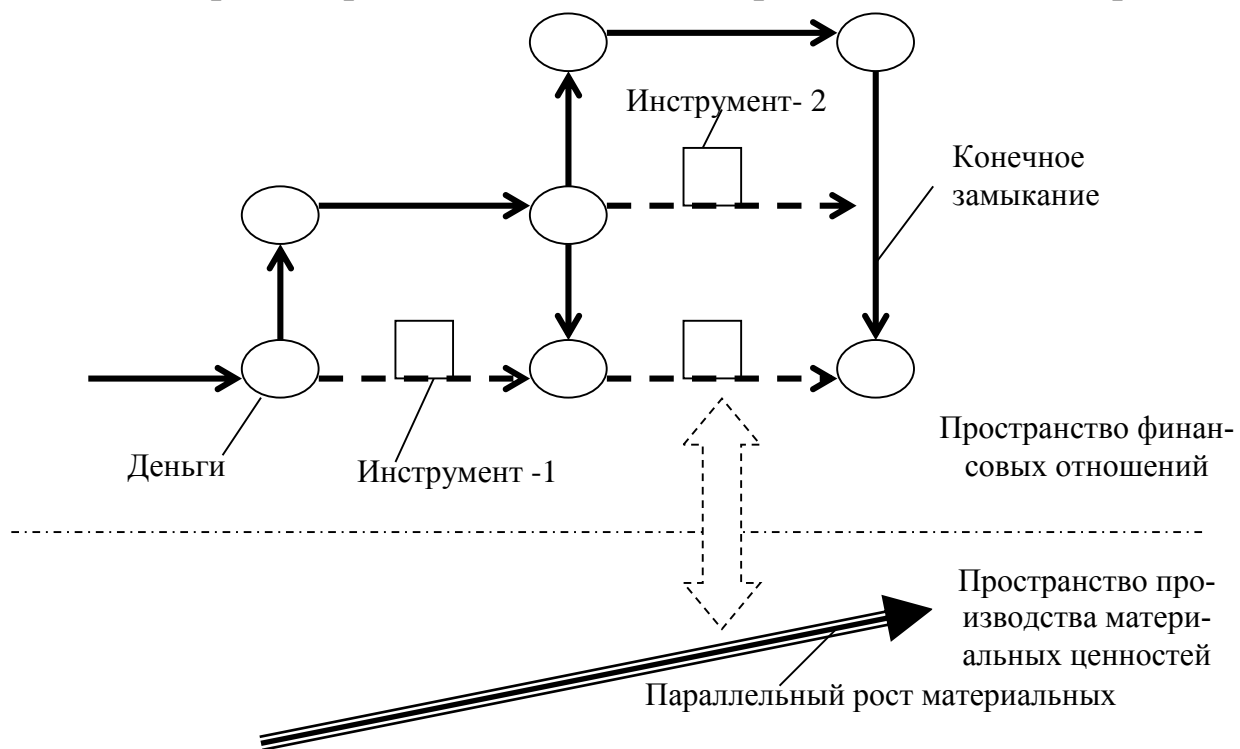 Инструмент- 2
Конечное
замыкание
Деньги
Инструмент -1
Пространство финан-
совых отношений
Пространство про-
изводства матери-
альных ценностей
Параллельный рост материальных